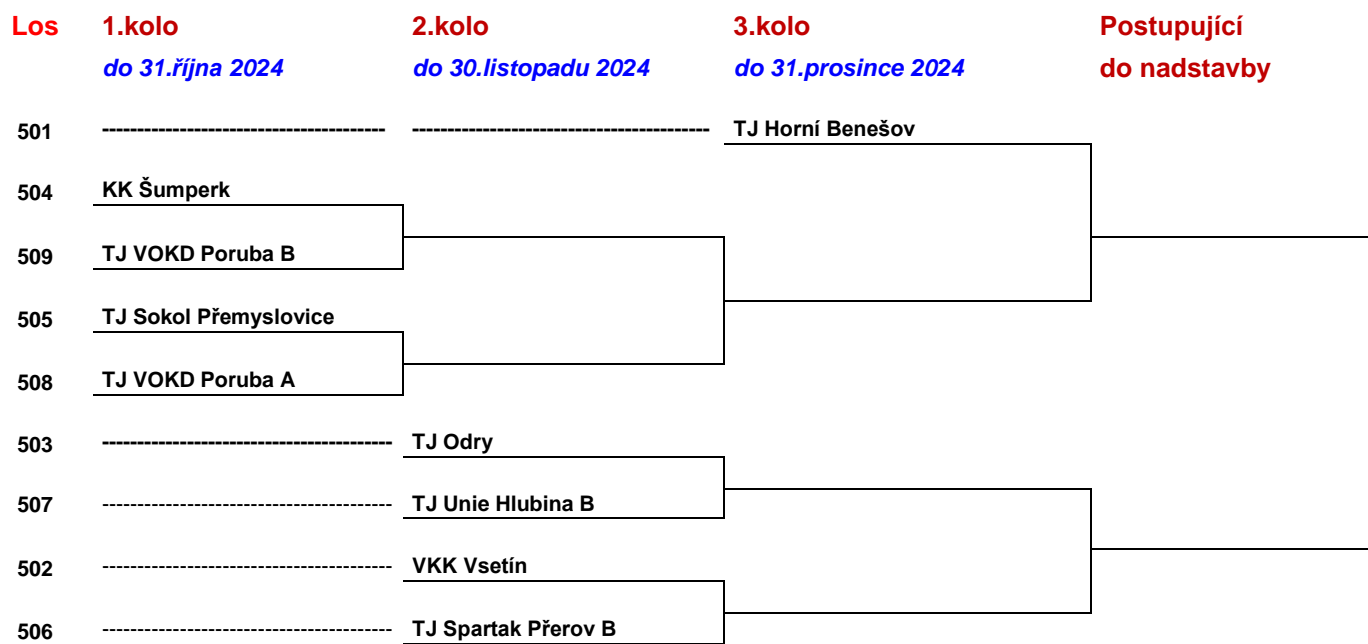 Los 1.kolo 2.kolo 3.kolo Postupující
do 31.října 2024 do 30.listopadu 2024 do 31.prosince 2024 do nadstavby
501 ---------------------------------------- ------------------------------------------ TJ Horní Benešov
504 KK Šumperk
509 TJ VOKD Poruba B
505 TJ Sokol Přemyslovice
508 TJ VOKD Poruba A
503 ----------------------------------------- TJ Odry
507 ----------------------------------------- TJ Unie Hlubina B
502 ----------------------------------------- VKK Vsetín
506 ----------------------------------------- TJ Spartak Přerov B